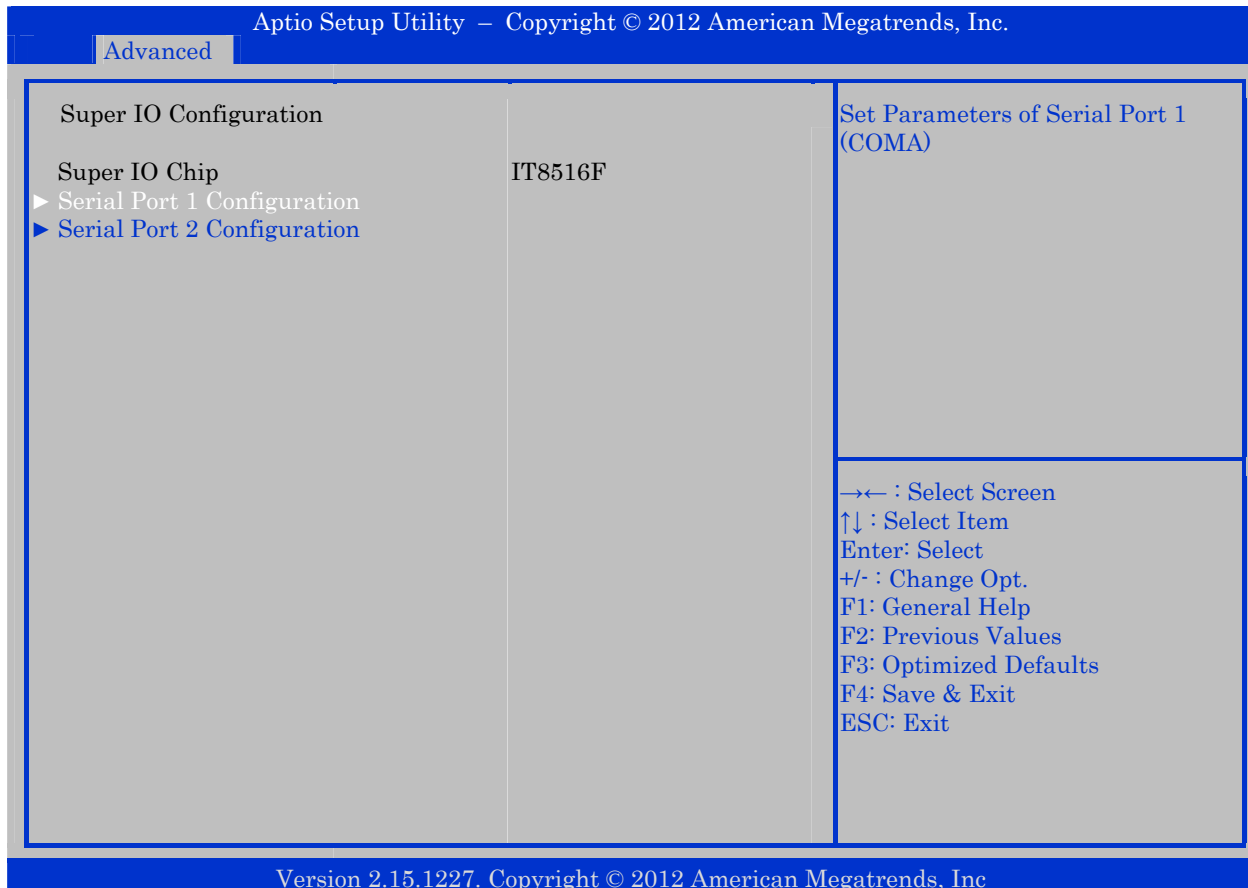 Aptio Setup Utility – Copyright © 2012 American Megatrends, Inc.
Advanced
Super IO Configuration
Super IO Chip IT8516F
► Serial Port 1 Configuration
► Serial Port 2 Configuration
Set Parameters of Serial Port 1
(COMA)
→← : Select Screen
↑↓ : Select Item
Enter: Select
+/- : Change Opt.
F1: General Help
F2: Previous Values
F3: Optimized Defaults
F4: Save & Exit
ESC: Exit
Version 2.15.1227. Copyright © 2012 American Megatrends, Inc